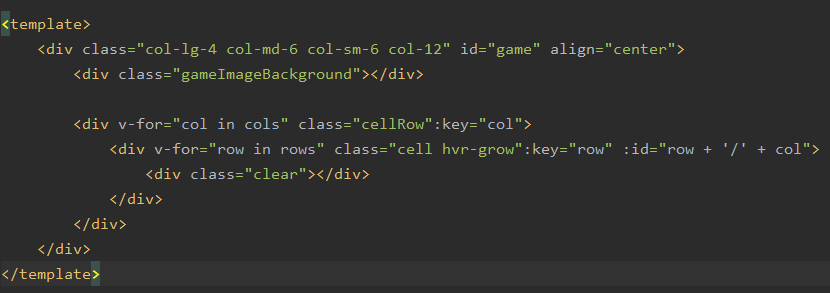 <template>
<div class="col-lg-4 col-md-6 col-sm-6 col-12" id="game" align="center">
<div class="gameImageBackground"></div>
<div v-for="col in cols" class="cellRow":key="col">
<div v-for="row in rows" class="cell hvr-grow":key="row" :id="row + '/' + col">
<div class="clear"></div>
</div>
</div>
</div>
</template>